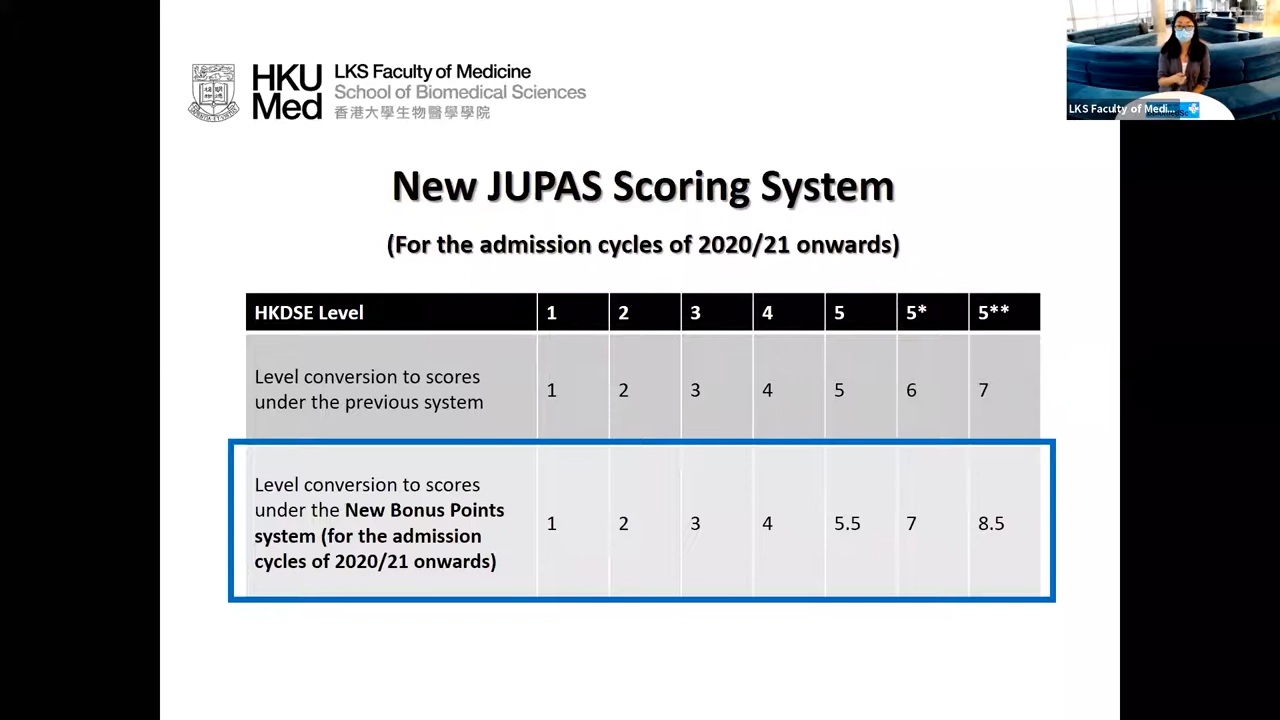 HKU
Med
LKS Faculty of Medicine
School of Biomedical Sciences
香港大學生物醫學學院
LKS Faculty of Medi...
New JUPAS Scoring System
(For the admission cycles of 2020/21 onwards)
HKDSE Level 1 2 3 4 5 5* 5**
Level conversion to scores
under the previous system 1 2 3 4 5 6 7
Level conversion to scores
under the New Bonus Points
system (for the admission
cycles of 2020/21 onwards) 1 2 3 4 5.5 7 8.5